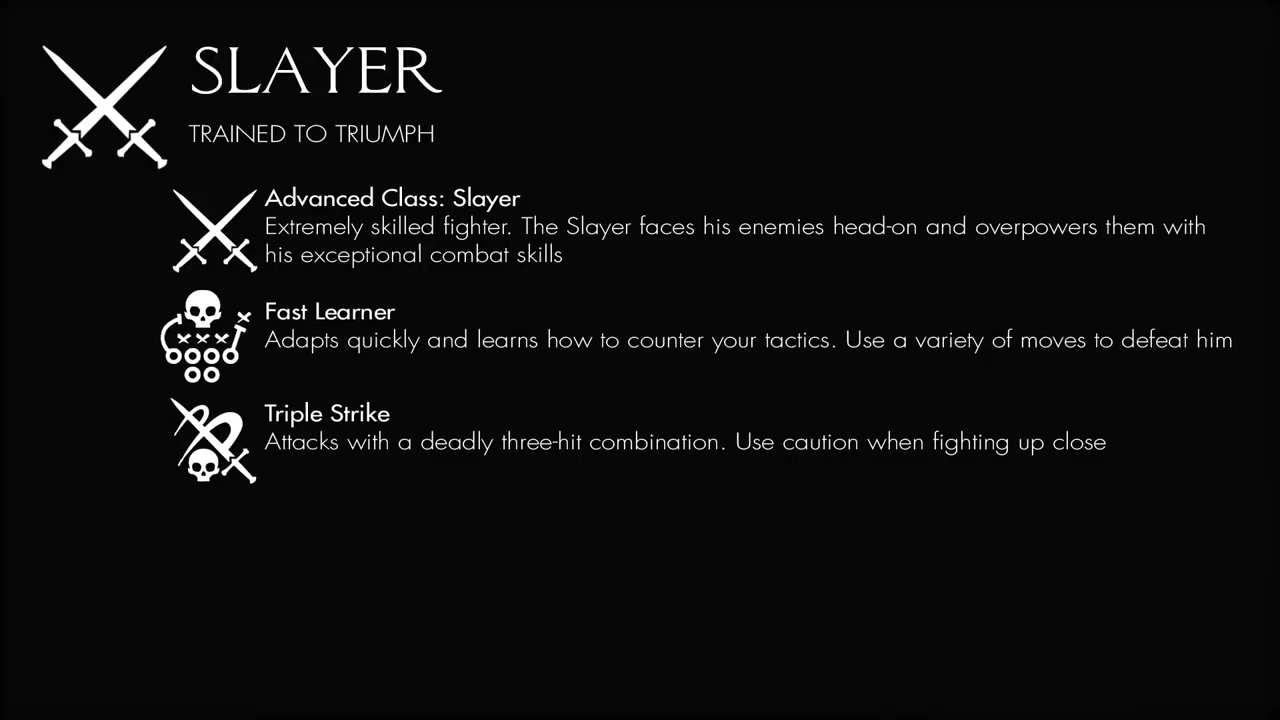 SLAYER
TRAINED TO TRIUMPH
Advanced Class: Slayer
Extremely skilled fighter. The Slayer faces his enemies head-on and overpowers them with
his exceptional combat skills
Fast Learner
Adapts quickly and learns how to counter your tactics. Use a variety of moves to defeat him
Triple Strike
Attacks with a deadly three-hit combination. Use caution when fighting up close